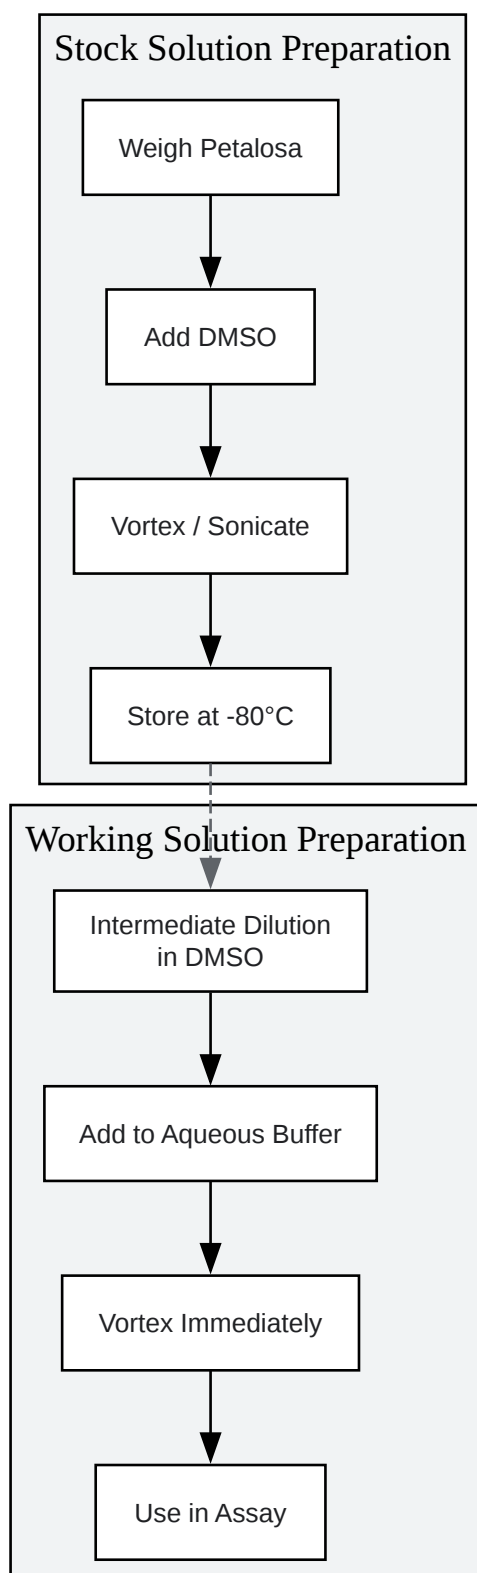 Stock Solution Preparation
Weigh Petalosa
Add DMSO
Vortex / Sonicate
Store at -80°C
Working Solution Preparation
Intermediate Dilution
in DMSO
Add to Aqueous Buffer
Vortex Immediately
Use in Assay